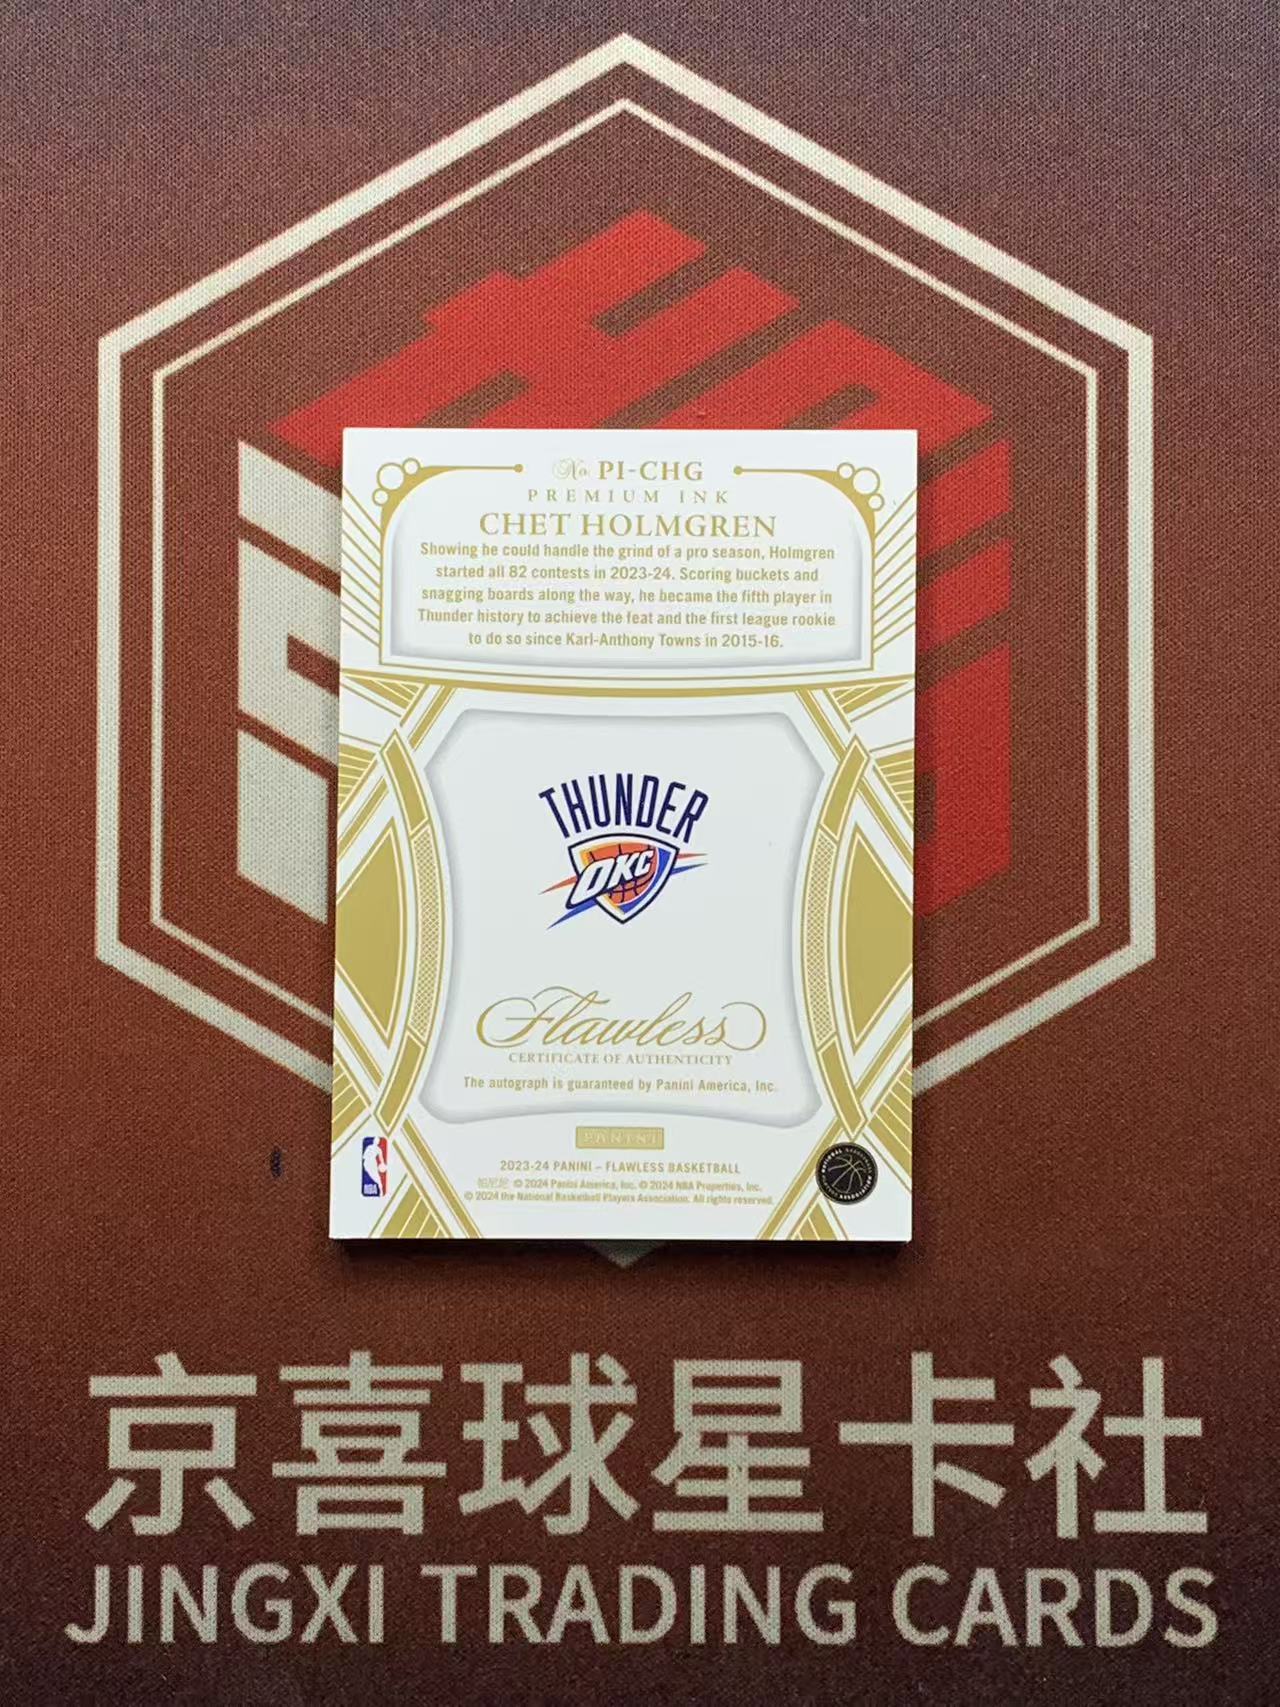 No PI-CHG
PREMIUM INK
CHET HOLMGREN
Showing he could handle the grind of a pro season, Holmgren
started all 82 contests in 2023-24. Scoring buckets and
snagging boards along the way, he became the fifth player in
Thunder history to achieve the feat and the first league rookie
to do so since Karl-Anthony Towns in 2015-16.
THUNDER
OKC
Flawless
CERTIFICATE OF AUTHENTICITY
The autograph is guaranteed by Panini America, Inc.
PANINI
2023-24 PANINI – FLAWLESS BASKETBALL
© 2024 Panini America, Inc. © 2024 NBA Properties, Inc.
© 2024 the National Basketball Players Association. All rights reserved.
NBA
NATIONAL BASKETBALL PLAYERS ASSOCIATION
京喜球星卡社
JINGXI TRADING CARDS